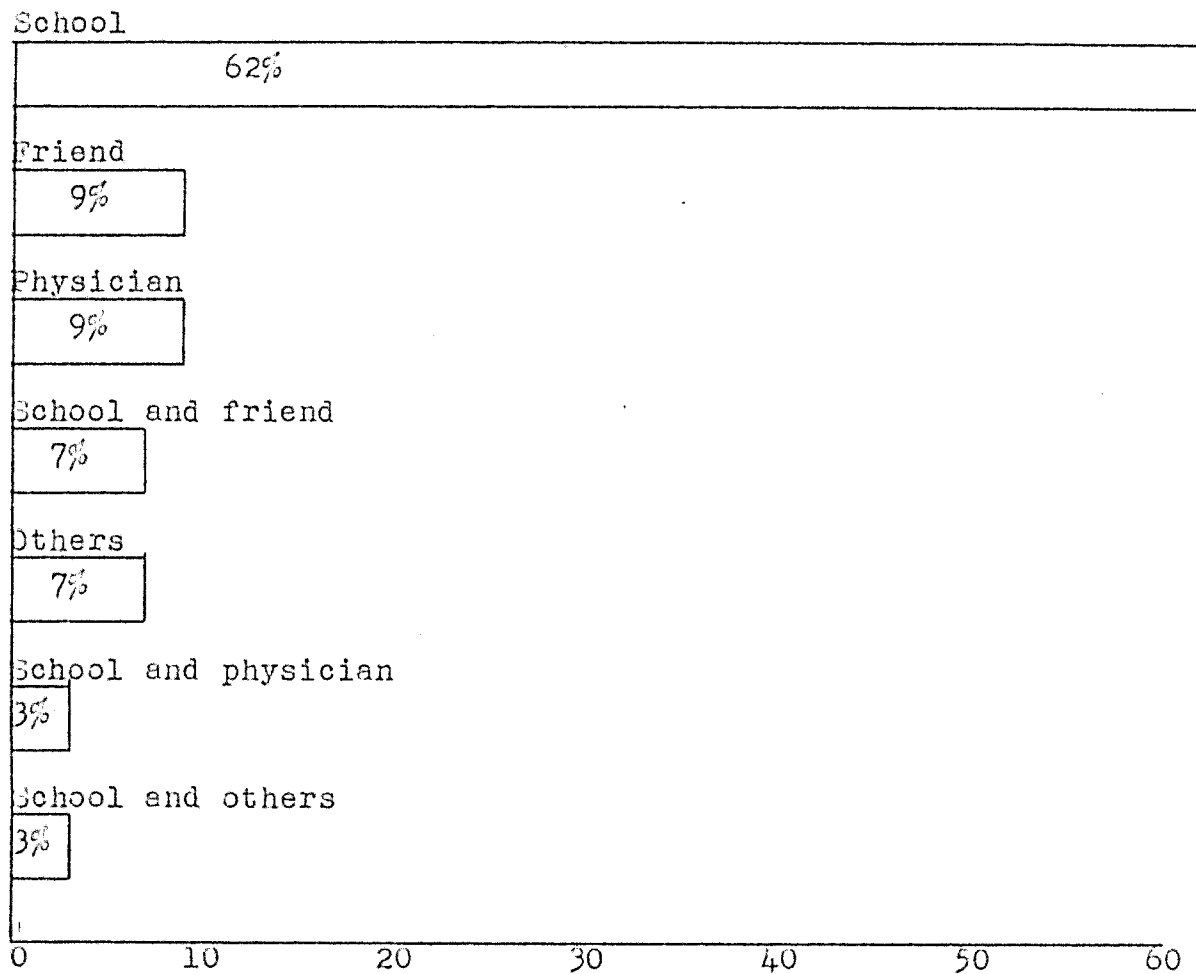 School
62%
Friend
9%
Physician
9%
School and friend
7%
Others
7%
School and physician
3%
School and others
3%
0 10 20 30 40 50 60